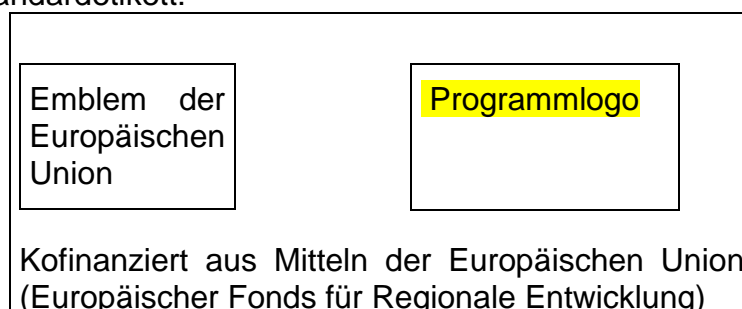 Emblem der
Europäischen
Union
Programmlogo
Kofinanziert aus Mitteln der Europäischen Union
(Europäischer Fonds für Regionale Entwicklung)